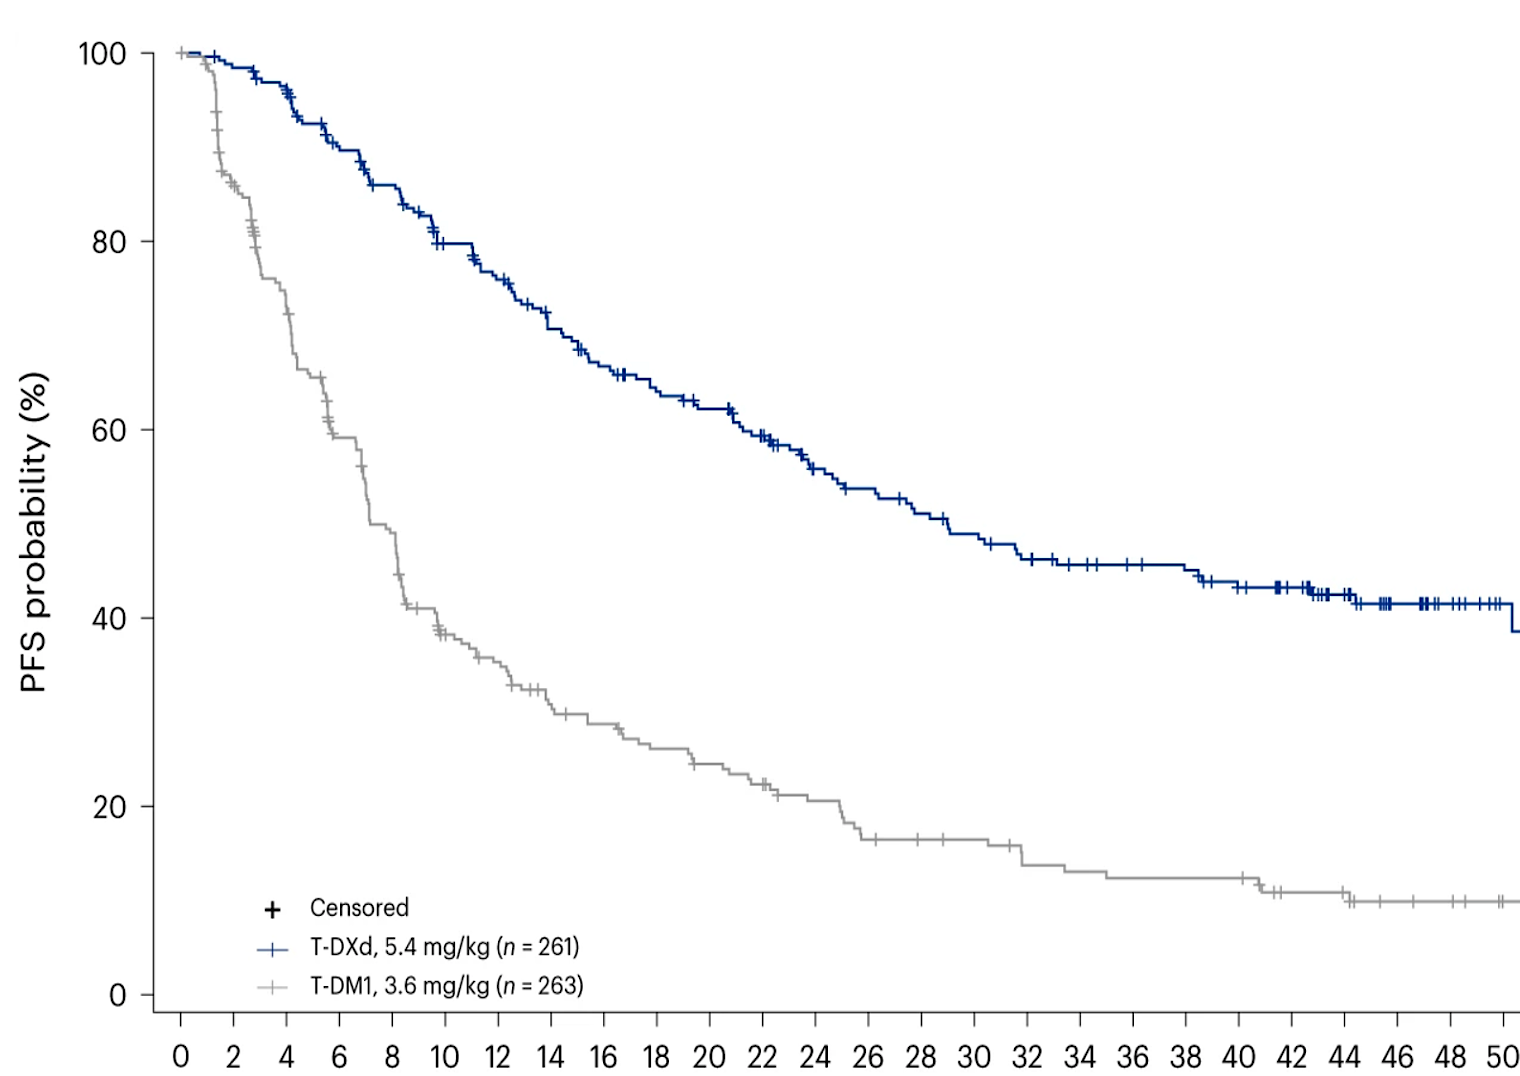 PFS probability (%)
100
80
60
40
20
0
Censored
T-DXd, 5.4 mg/kg (n = 261)
T-DM1, 3.6 mg/kg (n = 263)
0 2 4 6 8 10 12 14 16 18 20 22 24 26 28 30 32 34 36 38 40 42 44 46 48 50